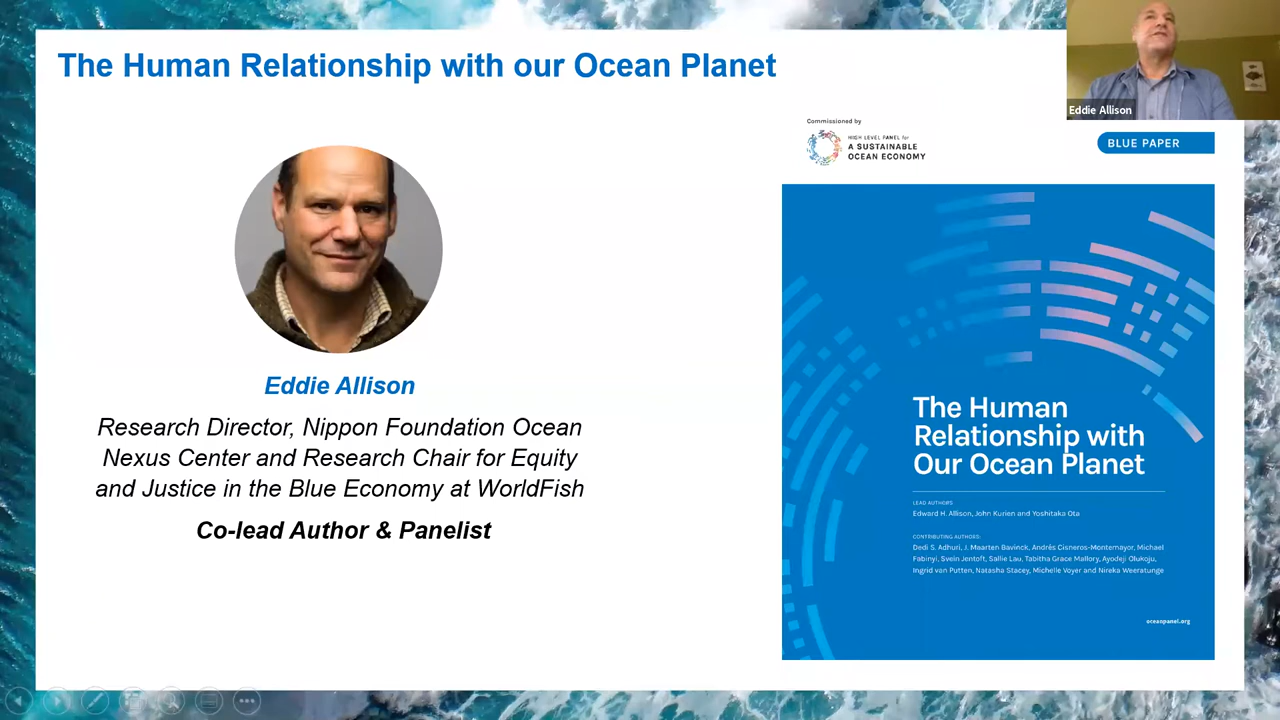 The Human Relationship with our Ocean Planet
Eddie Allison
Commissioned by
HIGH LEVEL PANEL for
A SUSTAINABLE
OCEAN ECONOMY
BLUE PAPER
Eddie Allison
Research Director, Nippon Foundation Ocean
Nexus Center and Research Chair for Equity
and Justice in the Blue Economy at WorldFish
Co-lead Author & Panelist
The Human
Relationship with
Our Ocean Planet
LEAD AUTHORS
Edward H. Allison, John Kurien and Yoshitaka Ota
CONTRIBUTING AUTHORS:
Dedi S. Adhuri, J. Maarten Bavinck, Andrés Cisneros-Montemayor, Michael
Fabinyi, Svein Jentoft, Sallie Lau, Tabitha Grace Mallory, Ayodeji Olukoju,
Ingrid van Putten, Natasha Stacey, Michelle Voyer and Nireka Weeratunge
oceanpanel.org